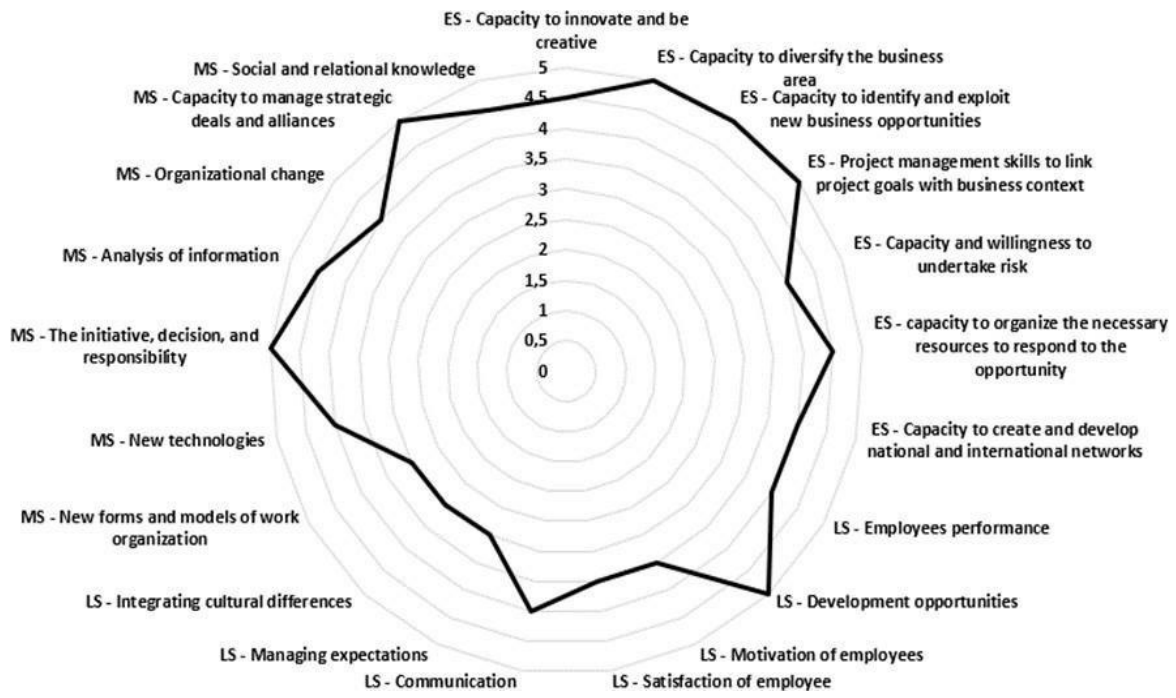 ES - Capacity to innovate and be
creative
ES - Capacity to diversify the business
area
ES - Capacity to identify and exploit
new business opportunities
ES - Project management skills to link
project goals with business context
ES - Capacity and willingness to
undertake risk
ES - capacity to organize the necessary
resources to respond to the
opportunity
ES - Capacity to create and develop
national and international networks
LS - Employees performance
LS - Development opportunities
LS - Motivation of employees
LS - Satisfaction of employee
LS - Communication
LS - Managing expectations
LS - Integrating cultural differences
MS - New forms and models of work
organization
MS - New technologies
MS - The initiative, decision, and
responsibility
MS - Analysis of information
MS - Organizational change
MS - Capacity to manage strategic
deals and alliances
MS - Social and relational knowledge
5
4,5
4
3,5
3
2,5
2
1,5
1
0,5
0